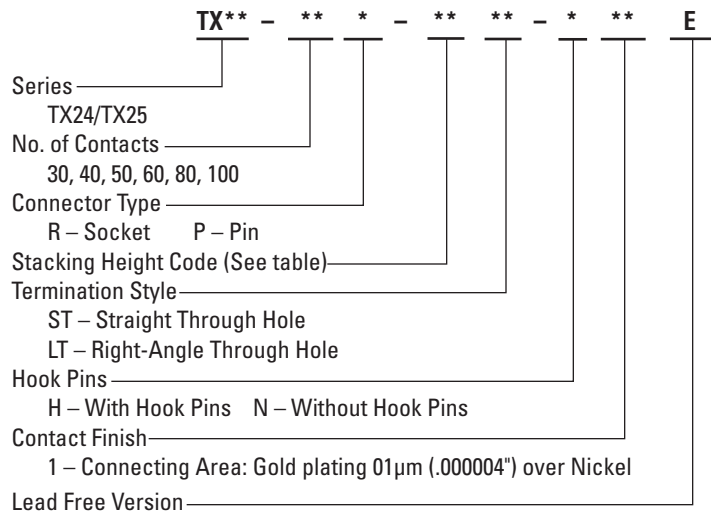 TX** – ** * – ** ** – * ** E
Series
TX24/TX25
No. of Contacts
30, 40, 50, 60, 80, 100
Connector Type
R – Socket P – Pin
Stacking Height Code (See table)
Termination Style
ST – Straight Through Hole
LT – Right-Angle Through Hole
Hook Pins
H – With Hook Pins N – Without Hook Pins
Contact Finish
1 – Connecting Area: Gold plating 01µm (.000004") over Nickel
Lead Free Version